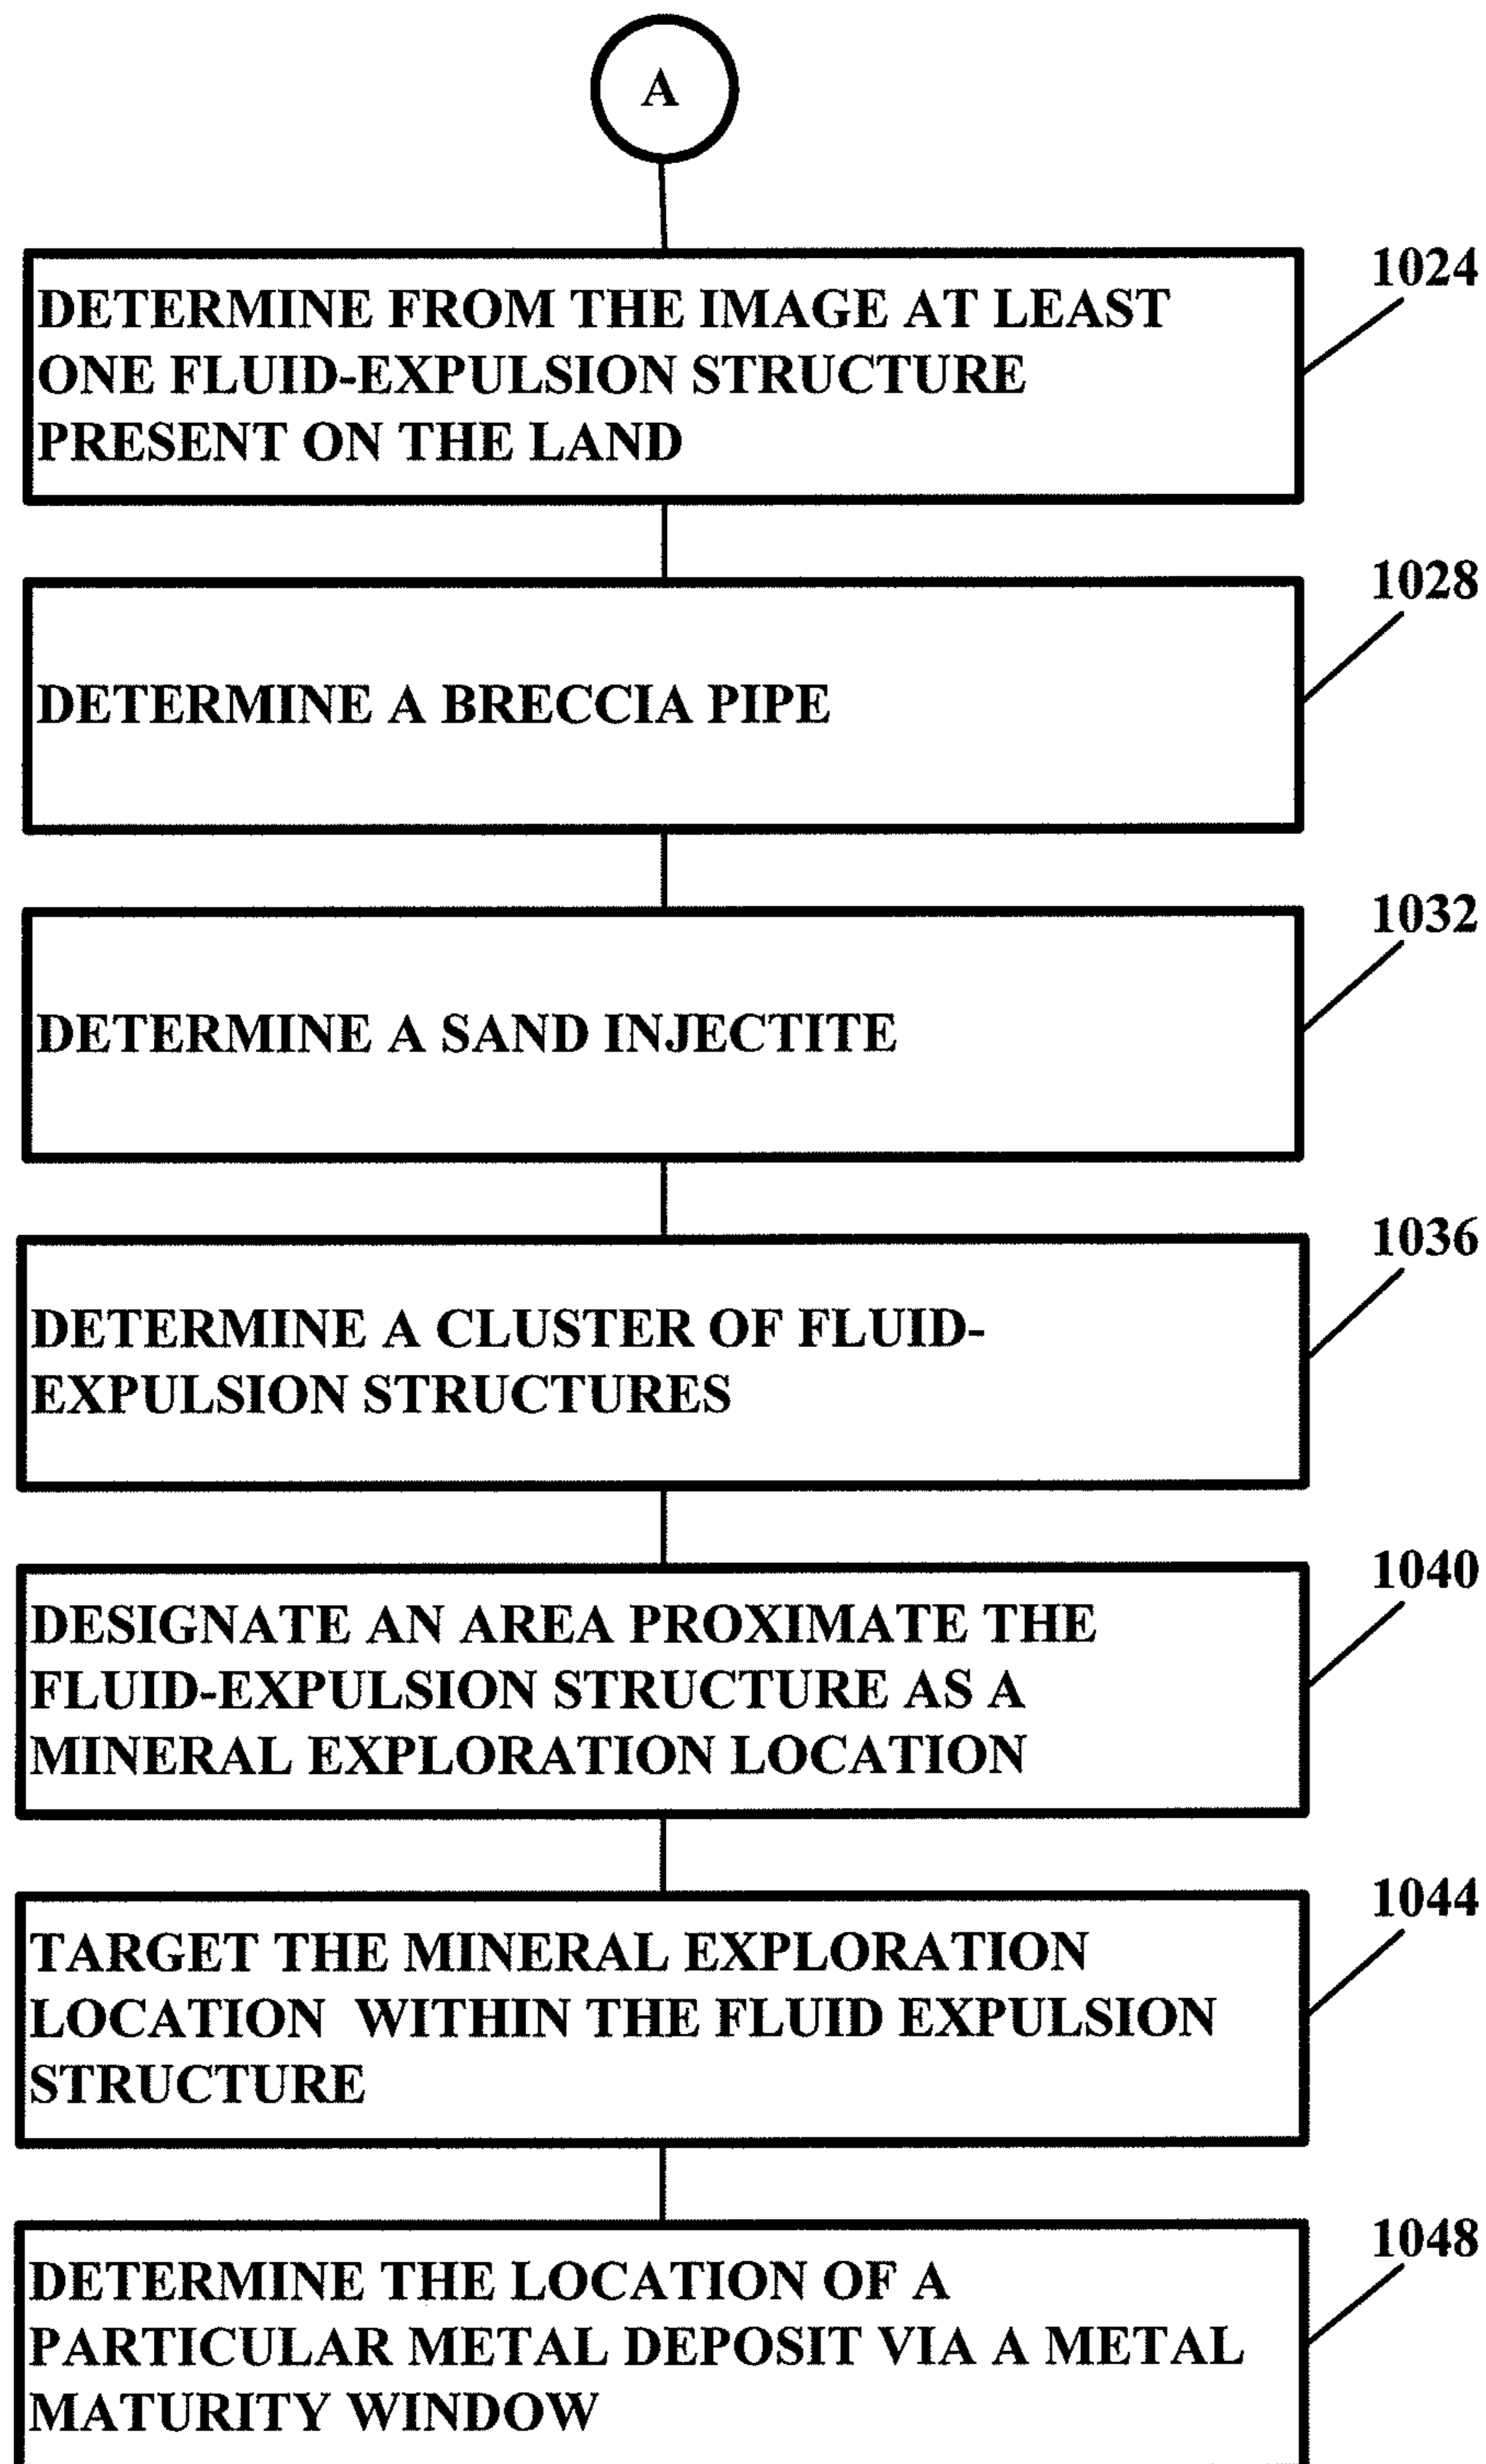 A
1024
DETERMINE FROM THE IMAGE AT LEAST
ONE FLUID-EXPULSION STRUCTURE
PRESENT ON THE LAND
1028
DETERMINE A BRECCIA PIPE
1032
DETERMINE A SAND INJECTITE
1036
DETERMINE A CLUSTER OF FLUID-
EXPULSION STRUCTURES
1040
DESIGNATE AN AREA PROXIMATE THE
FLUID-EXPULSION STRUCTURE AS A
MINERAL EXPLORATION LOCATION
1044
TARGET THE MINERAL EXPLORATION
LOCATION WITHIN THE FLUID EXPULSION
STRUCTURE
1048
DETERMINE THE LOCATION OF A
PARTICULAR METAL DEPOSIT VIA A METAL
MATURITY WINDOW